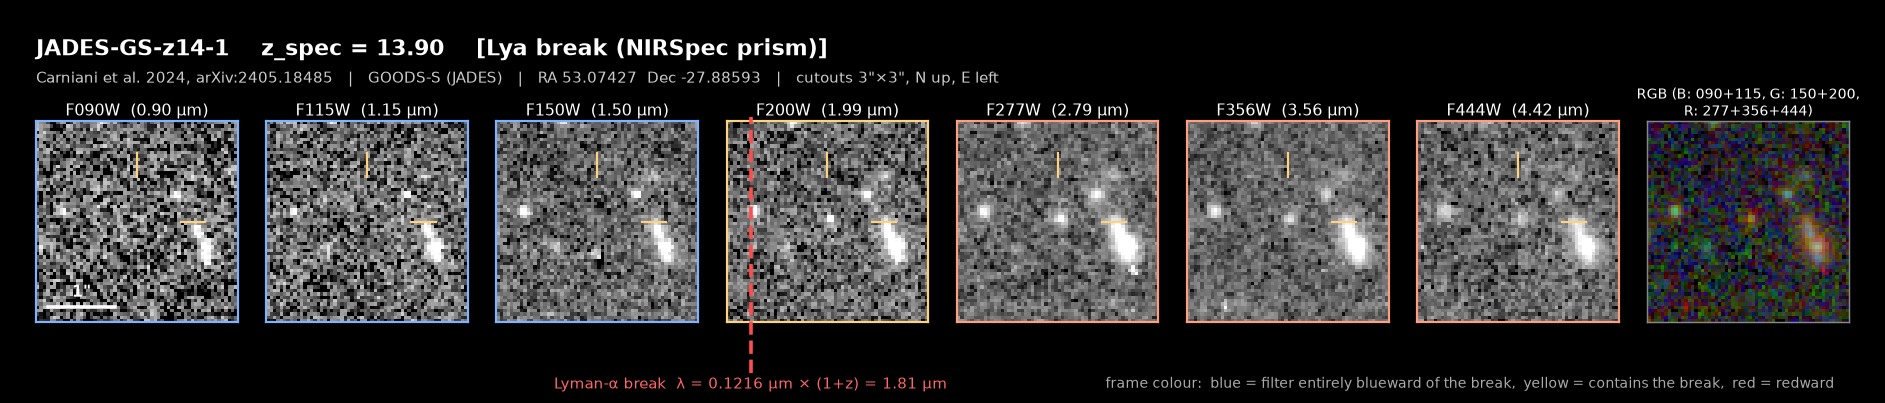 JADES-GS-z14-1 z_spec = 13.90 [Lya break (NIRSpec prism)]
Carniani et al. 2024, arXiv:2405.18485 | GOODS-S (JADES) | RA 53.07427 Dec -27.88593 | cutouts 3"×3", N up, E left
F090W (0.90 μm)
F115W (1.15 μm)
F150W (1.50 μm)
F200W (1.99 μm)
F277W (2.79 μm)
F356W (3.56 μm)
F444W (4.42 μm)
RGB (B: 090+115, G: 150+200,
R: 277+356+444)
1"
Lyman-α break λ = 0.1216 μm × (1+z) = 1.81 μm
frame colour: blue = filter entirely blueward of the break, yellow = contains the break, red = redward